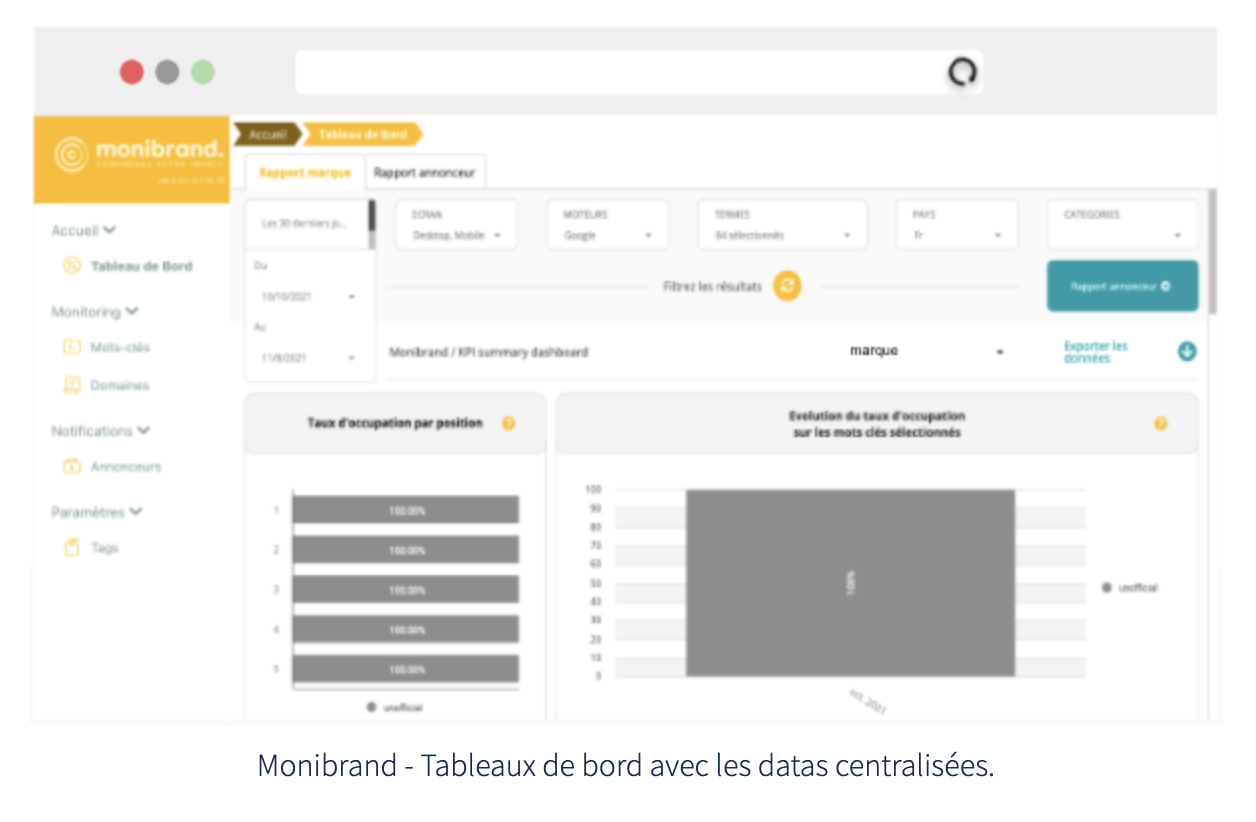 monibrand.
COMPRENEZ VOTRE IMPACT
Accueil
Tableau de Bord
Monitoring
Mots-clés
Domaines
Notifications
Annonceurs
Paramètres
Tags
Accueil
Tableau de Bord
Rapport marque
Rapport annonceur
Les 30 derniers jo...
Du
10/10/2021
Au
11/8/2021
ECRAN
Desktop, Mobile
MOTEURS
Google
TERMES
84 sélectionnés
PAYS
Fr
CATEGORIES
Filtrez les résultats
Rapport annonceur
Monibrand / KPI summary dashboard
marque
Exporter les
données
Taux d'occupation par position
?
1
100.00%
2
100.00%
3
100.00%
4
100.00%
5
100.00%
unofficial
Evolution du taux d'occupation
sur les mots clés sélectionnés
?
100
90
80
70
60
50
40
30
20
10
0
100%
unofficial
Monibrand - Tableaux de bord avec les datas centralisées.